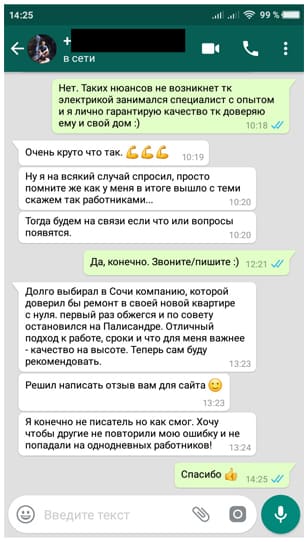 14:25
99 %
+
в сети
Нет. Таких нюансов не возникнет тк
электрикой занимался специалист с опытом
и я лично гарантирую качество тк доверяю
ему и свой дом :)
10:18
Очень круто что так. 💪💪💪
10:19
Ну я на всякий случай спросил, просто
помните же как у меня в итоге вышло с теми
скажем так работниками...
10:20
Тогда будем на связи если что или вопросы
появятся.
10:20
Да, конечно. Звоните/пишите :)
12:21
Долго выбирал в Сочи компанию, которой
доверил бы ремонт в своей новой квартире
с нуля. первый раз обжегся и по совету
остановился на Палисандре. Отличный
подход к работе, сроки и что для меня важнее
- качество на высоте. Теперь сам буду
рекомендовать.
13:23
Решил написать отзыв вам для сайта 🙂
13:23
Я конечно не писатель но как смог. Хочу
чтобы другие не повторили мою ошибку и не
попадали на однодневных работников!
13:24
Спасибо 👍
14:25
Введите текст